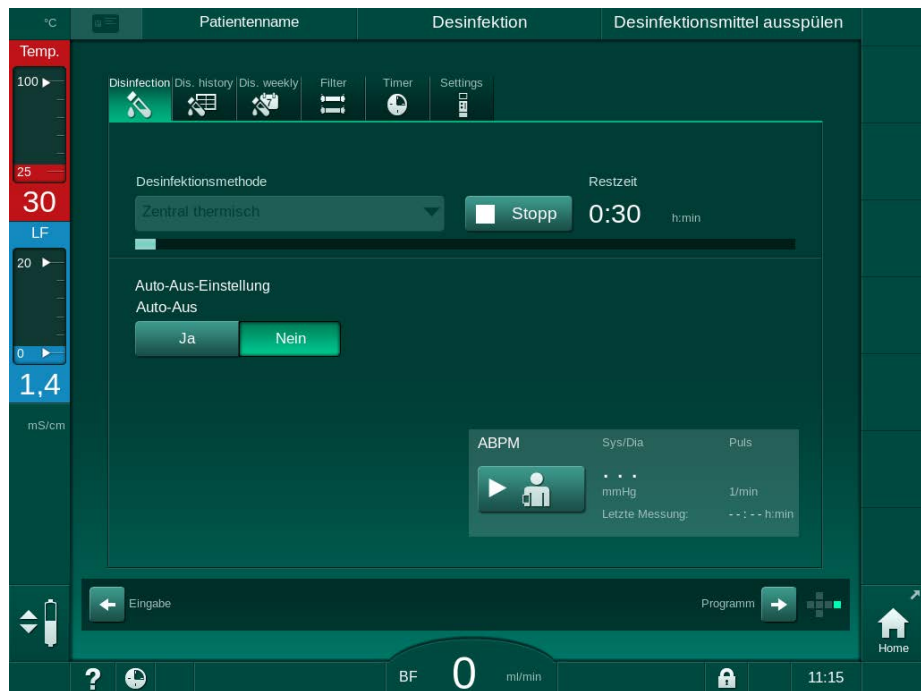 °C Patientenname Desinfektion Desinfektionsmittel ausspülen
Temp.
100
25
30
LF
20
0
1,4
mS/cm
Disinfection Dis. history Dis. weekly Filter Timer Settings
Desinfektionsmethode
Zentral thermisch
Stopp
Restzeit
0:30 h:min
Auto-Aus-Einstellung
Auto-Aus
Ja Nein
ABPM Sys/Dia Puls
. . .
mmHg 1/min
Letzte Messung: --:-- h:min
Eingabe Programm
Home
? BF 0 ml/min 11:15